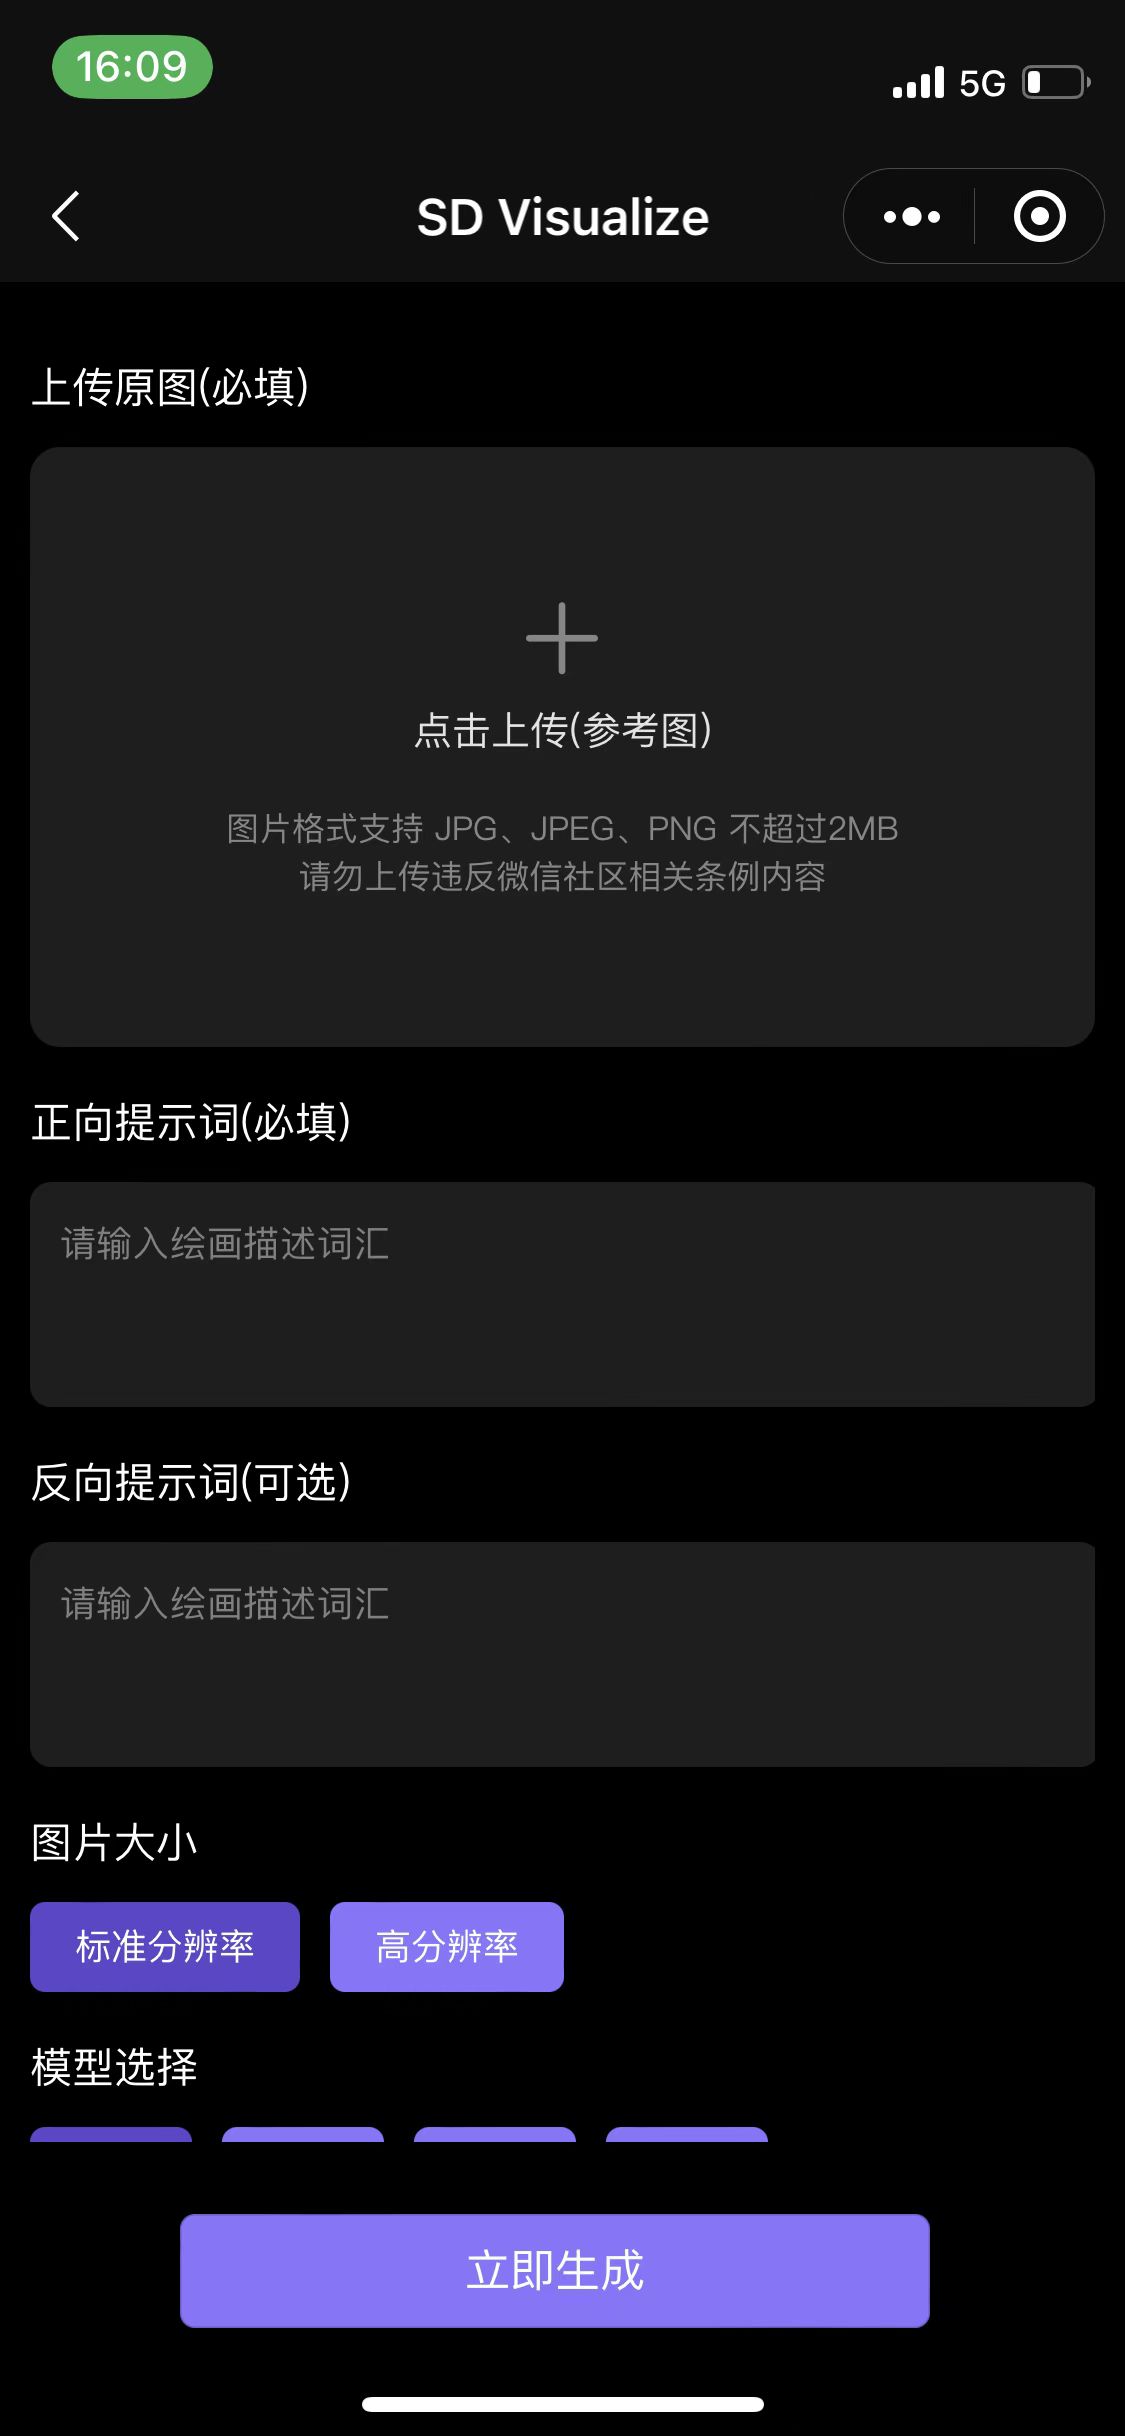 16:09
5G
SD Visualize
上传原图(必填)
点击上传(参考图)
图片格式支持 JPG、JPEG、PNG 不超过2MB
请勿上传违反微信社区相关条例内容
正向提示词(必填)
请输入绘画描述词汇
反向提示词(可选)
请输入绘画描述词汇
图片大小
标准分辨率 高分辨率
模型选择
立即生成